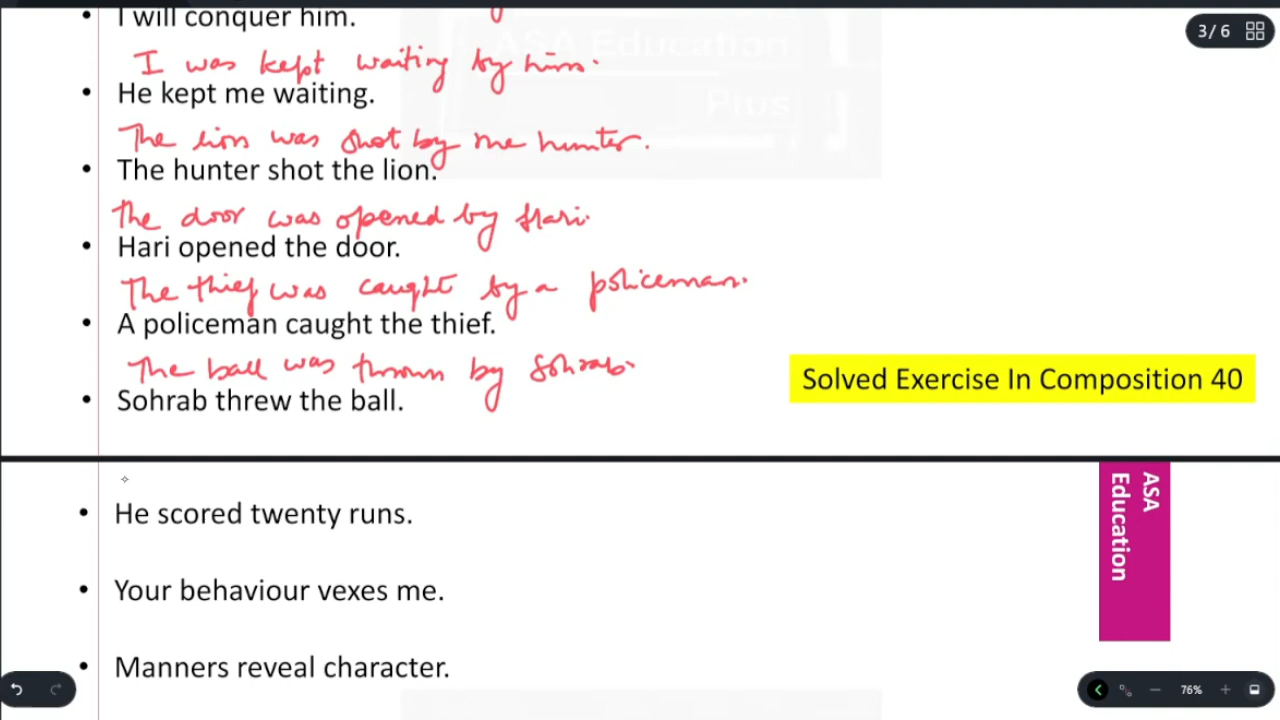 I will conquer him.
3/6
ASA Education
I was kept waiting by him.
He kept me waiting.
Plus
The lion was shot by the hunter.
The hunter shot the lion.
The door was opened by Hari.
Hari opened the door.
The thief was caught by a policeman.
A policeman caught the thief.
The ball was thrown by Sohrab.
Solved Exercise In Composition 40
Sohrab threw the ball.
ASA
Education
He scored twenty runs.
Your behaviour vexes me.
Manners reveal character.
76%